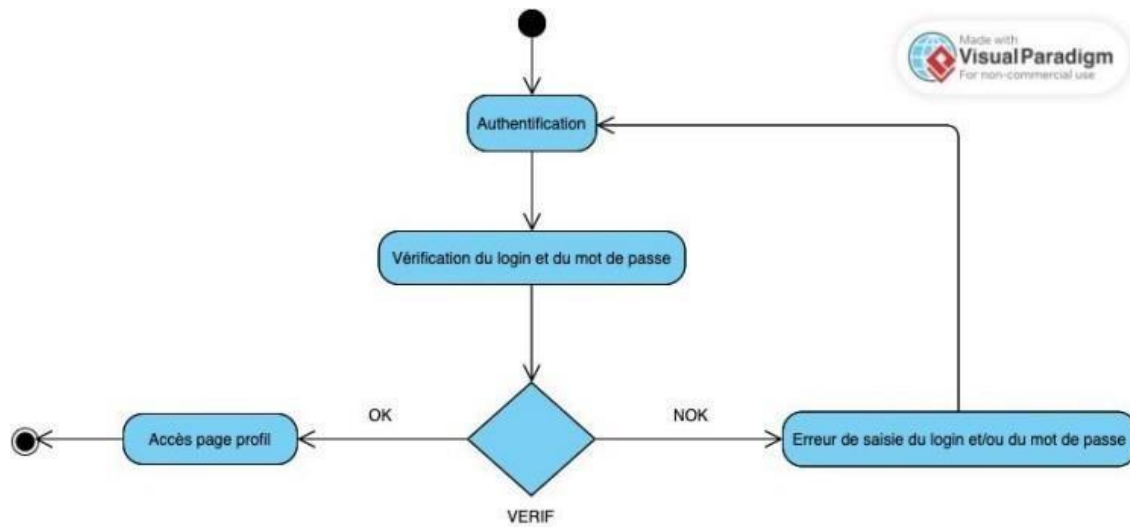 Made with
Visual Paradigm
For non-commercial use
Authentification
Vérification du login et du mot de passe
OK
NOK
Accès page profil
Erreur de saisie du login et/ou du mot de passe
VERIF